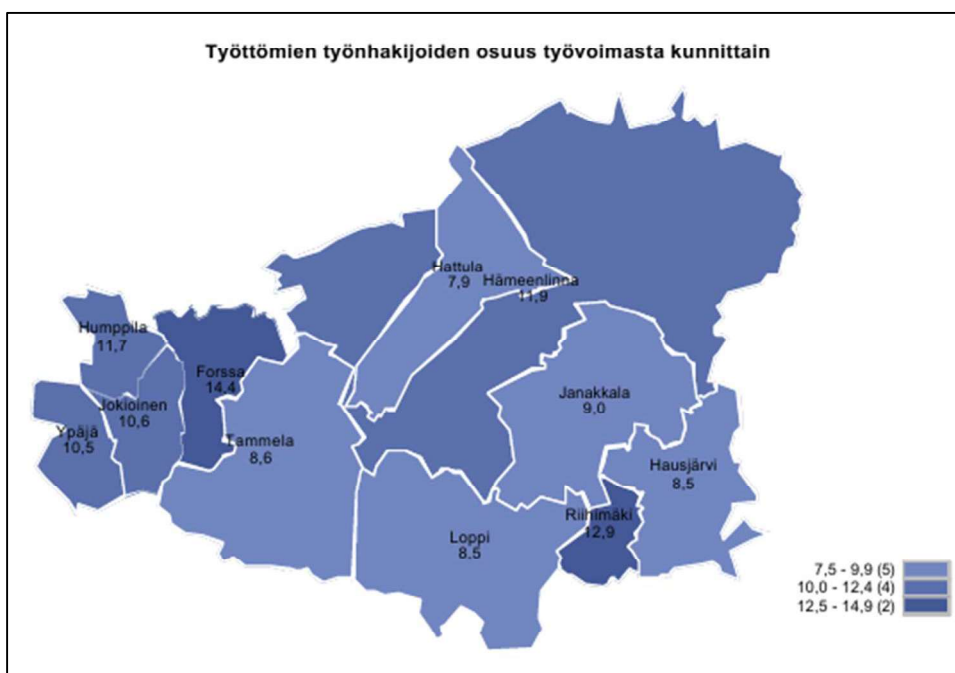 Työttömien työnhakijoiden osuus työvoimasta kunnittain
Hattula
7,9
Hämeenlinna
11,9
Humppila
11,7
Forssa
14,4
Jokioinen
10,6
Ypäjä
10,5
Tammela
8,6
Janakkala
9,0
Hausjärvi
8,5
Loppi
8,5
Riihimäki
12,9
7,5 - 9,9 (5)
10,0 - 12,4 (4)
12,5 - 14,9 (2)